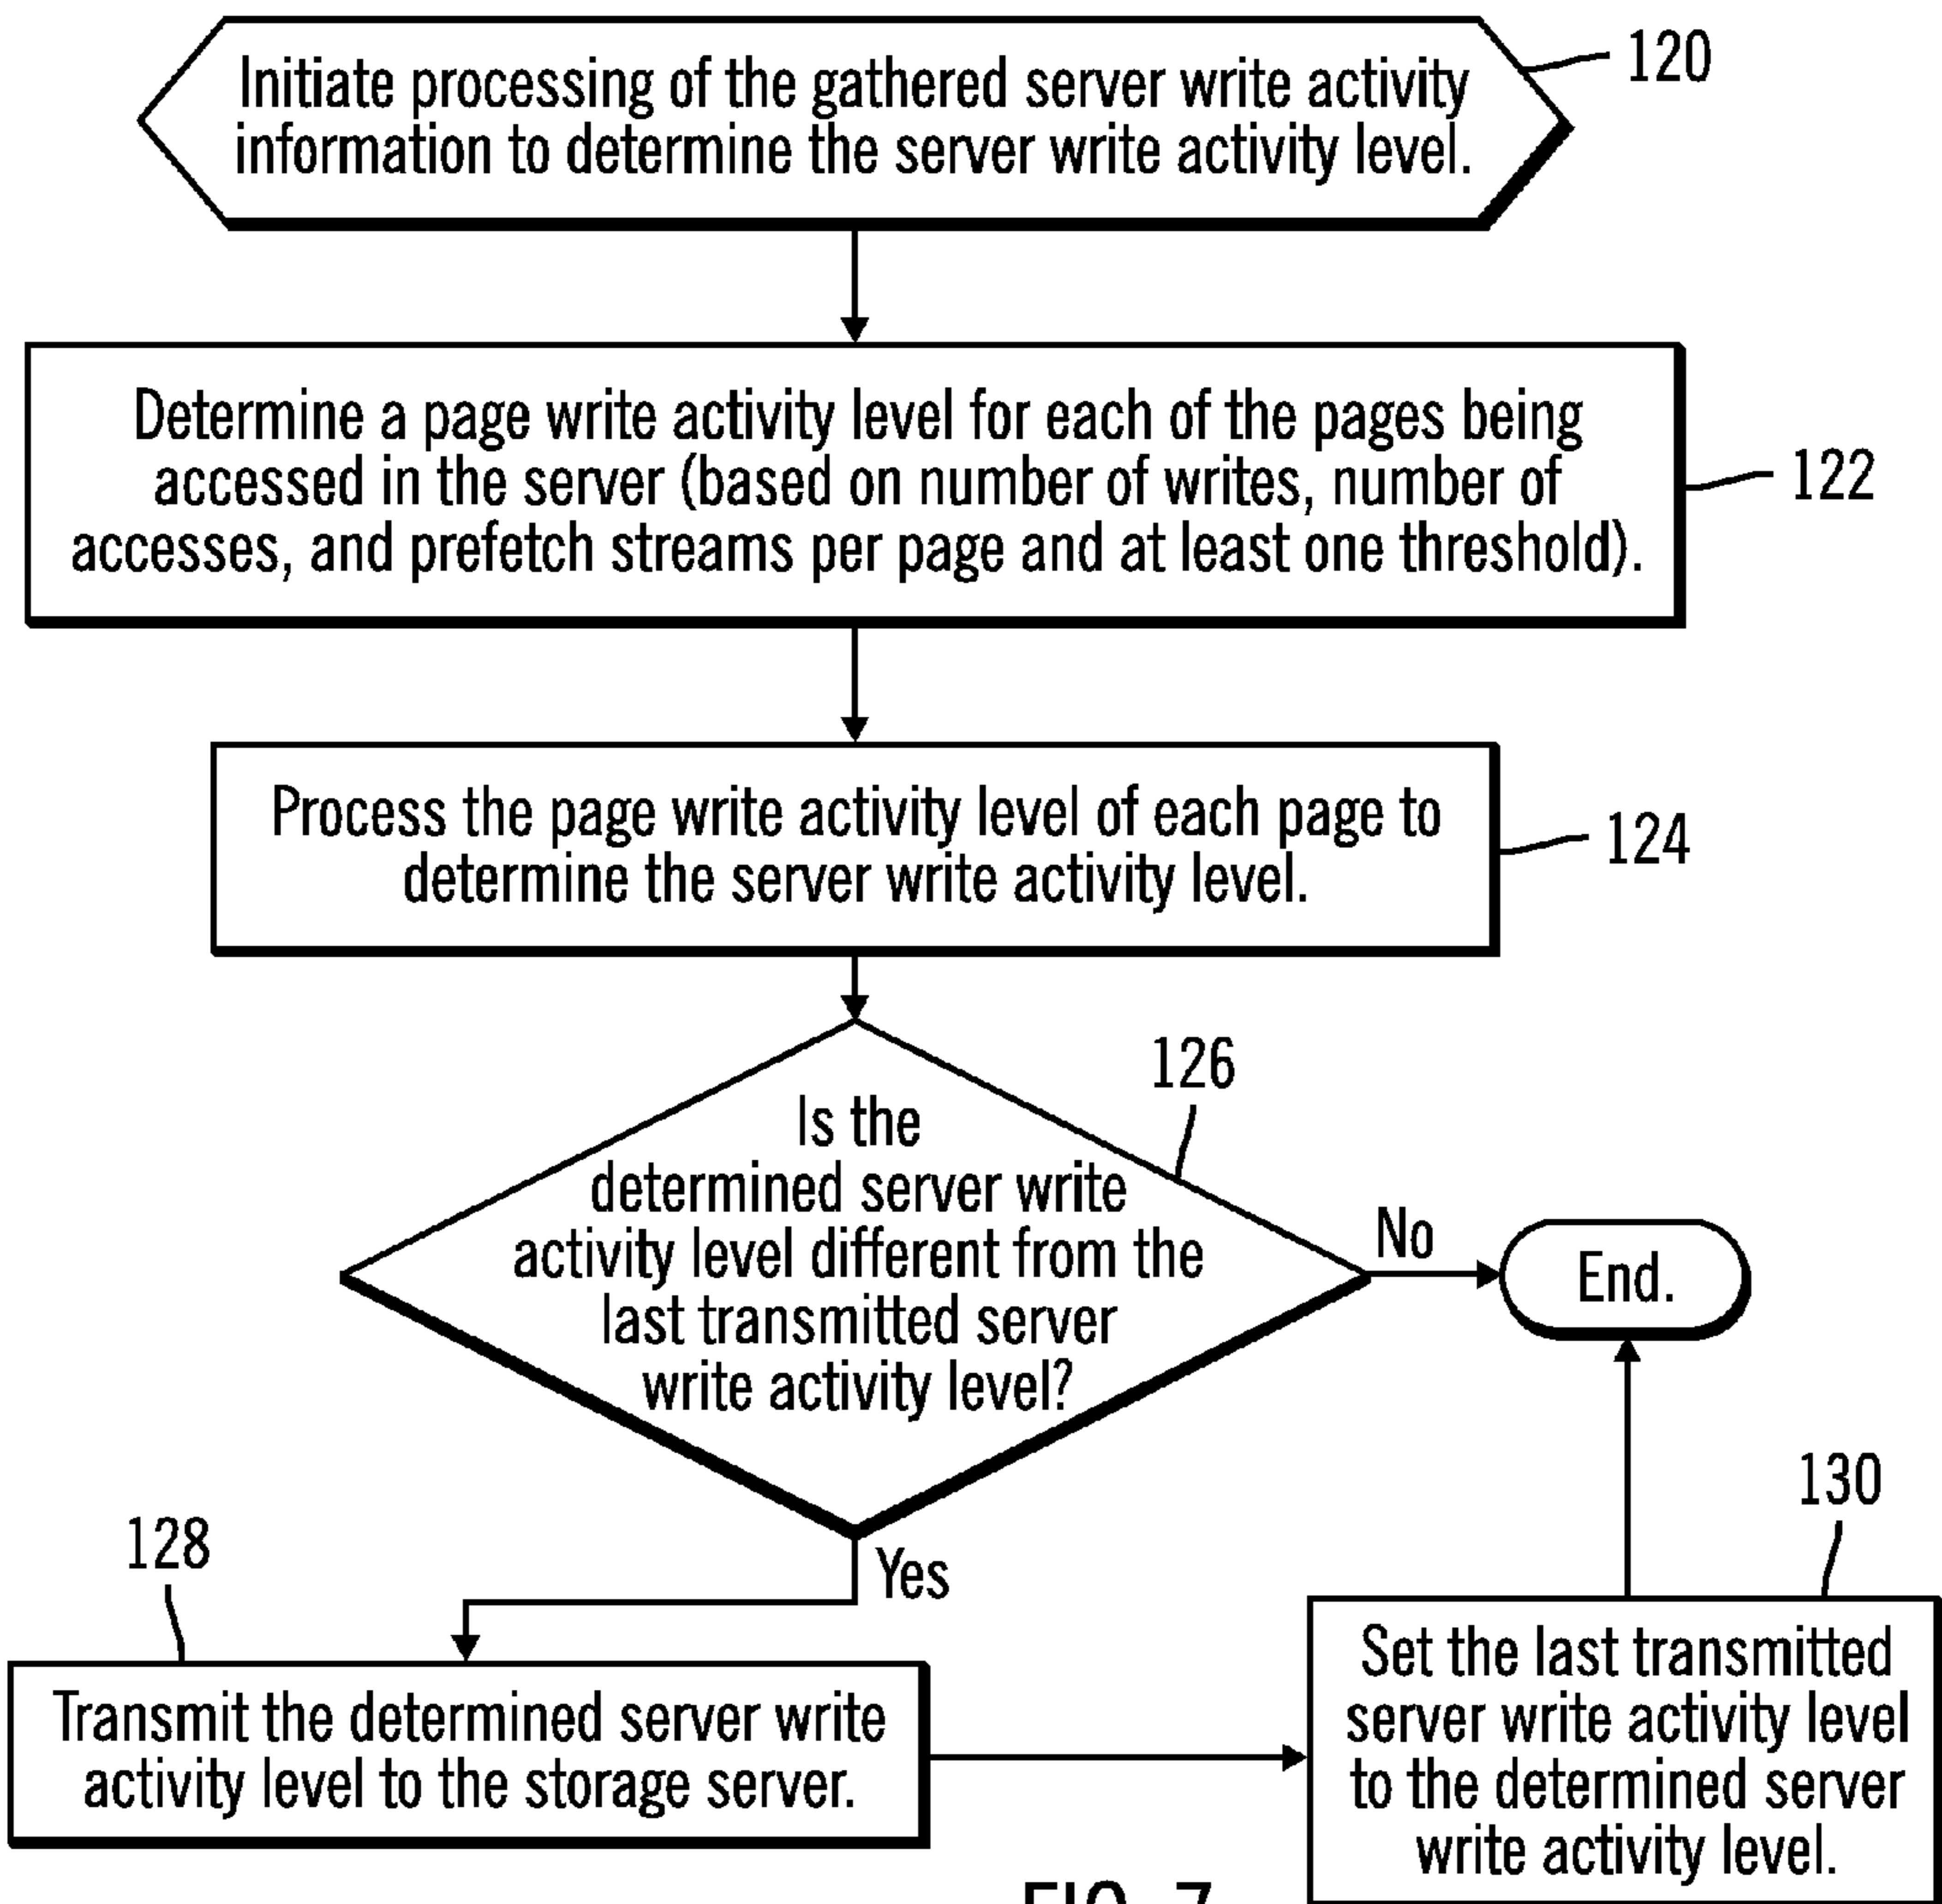 Initiate processing of the gathered server write activity
information to determine the server write activity level.
120
Determine a page write activity level for each of the pages being
accessed in the server (based on number of writes, number of
accesses, and prefetch streams per page and at least one threshold).
122
Process the page write activity level of each page to
determine the server write activity level.
124
126
Is the
determined server write
activity level different from the
last transmitted server
write activity level?
No
End.
Yes
128
Transmit the determined server write
activity level to the storage server.
130
Set the last transmitted
server write activity level
to the determined server
write activity level.
FIG. 7